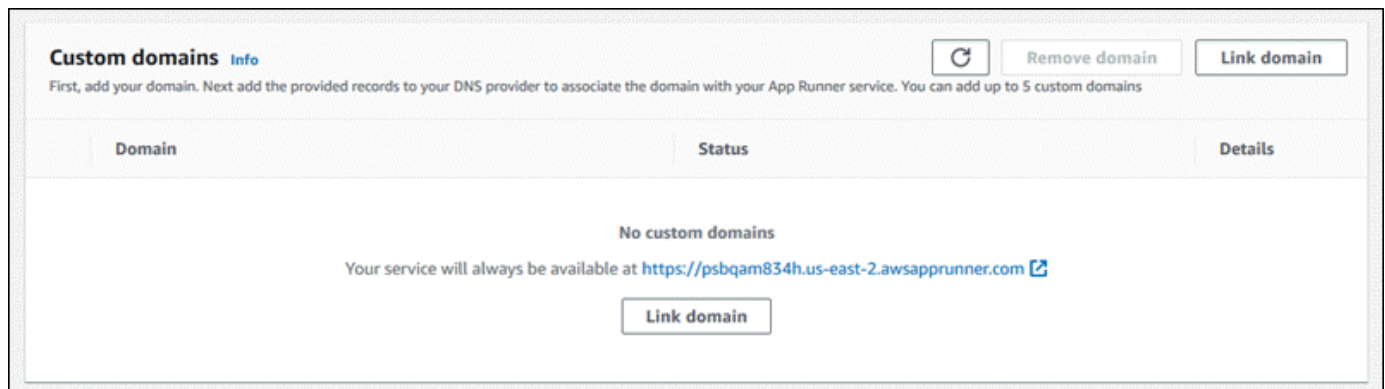 Custom domains Info
Remove domain
Link domain
First, add your domain. Next add the provided records to your DNS provider to associate the domain with your App Runner service. You can add up to 5 custom domains
Domain Status Details
No custom domains
Your service will always be available at https://psbqam834h.us-east-2.awsapprunner.com
Link domain